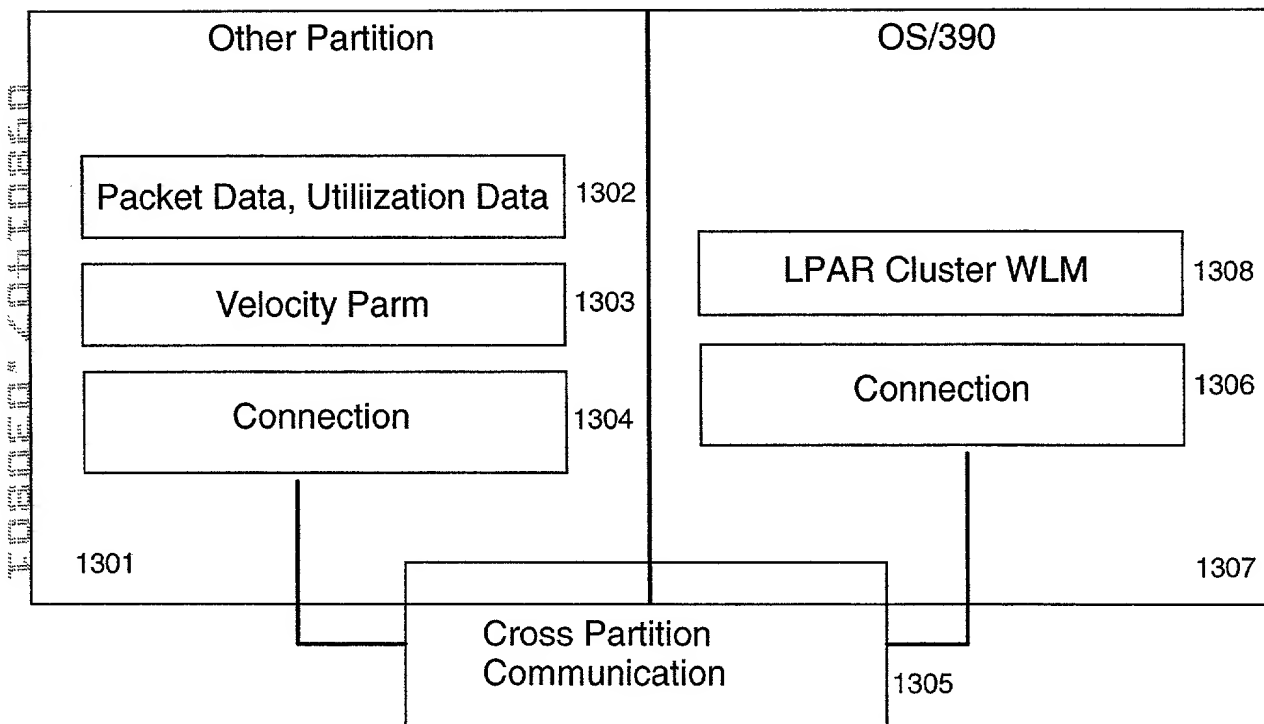 Other Partition
OS/390
Packet Data, Utiliization Data
1302
LPAR Cluster WLM
1308
Velocity Parm
1303
Connection
1306
Connection
1304
1301
1307
Cross Partition
Communication
1305